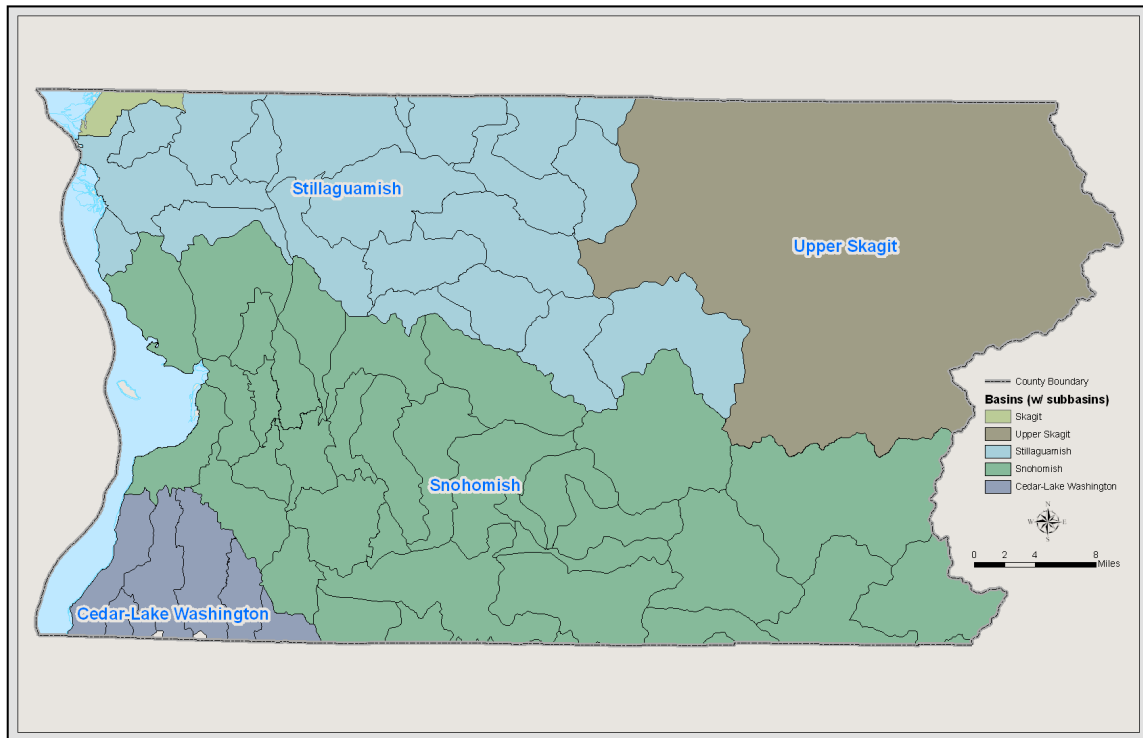 Stillaguamish
Upper Skagit
Snohomish
Cedar-Lake Washington
County Boundary
Basins (w/ subbasins)
Skagit
Upper Skagit
Stillaguamish
Snohomish
Cedar-Lake Washington
N
W E
S
0 2 4 8
Miles